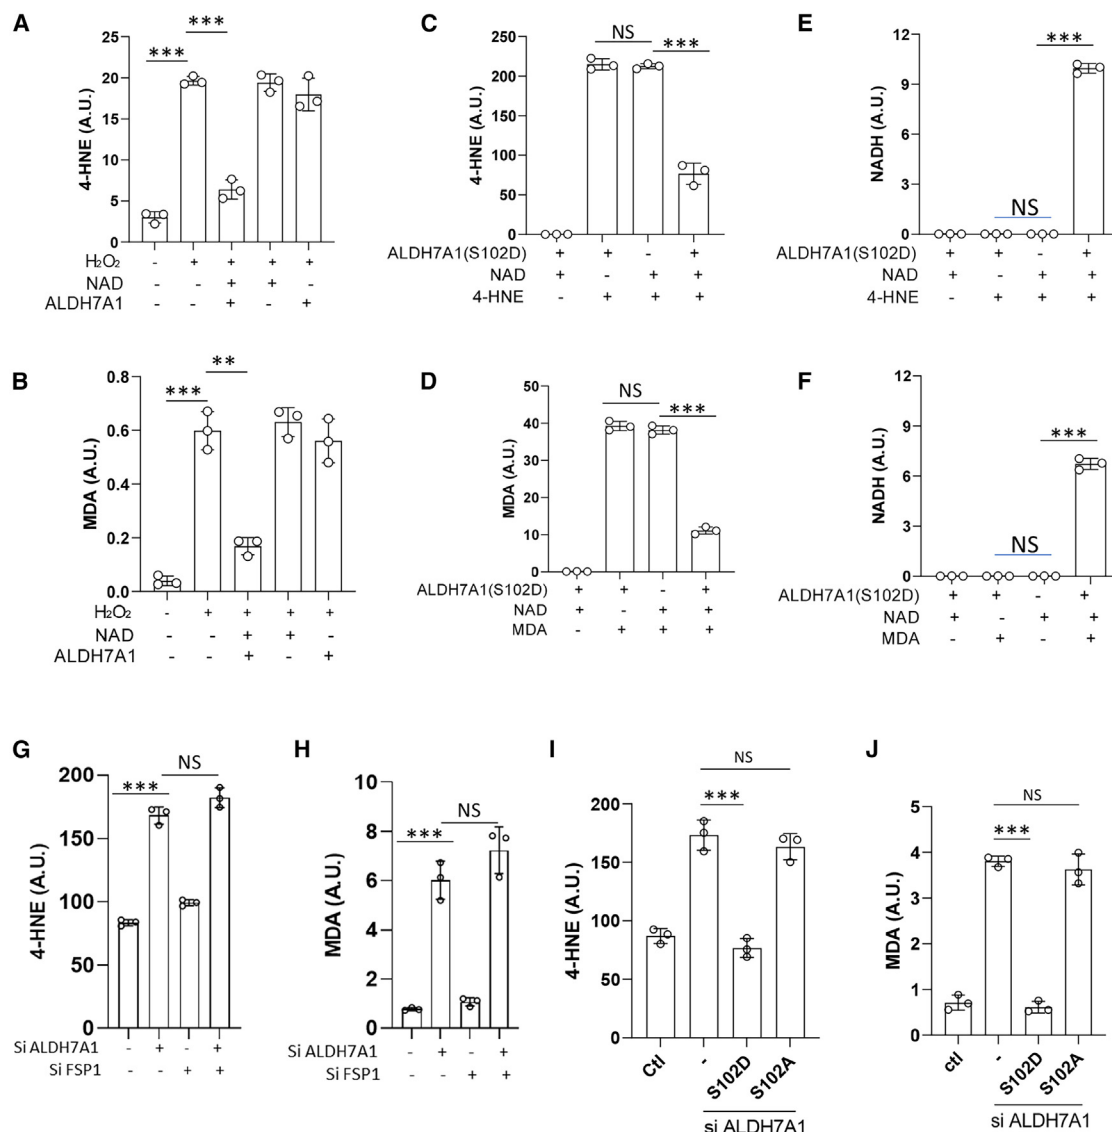 A
***
***
4-HNE (A.U.)
25
20
15
10
5
0
H₂O₂ - + + + +
NAD - - + + -
ALDH7A1 - - + - +
B
**
***
MDA (A.U.)
0.8
0.6
0.4
0.2
0.0
H₂O₂ - + + + +
NAD - - + + -
ALDH7A1 - - + - +
C
NS
***
4-HNE (A.U.)
250
200
150
100
50
0
ALDH7A1(S102D) + + - +
NAD + - + +
4-HNE - + + +
D
NS
***
MDA (A.U.)
50
40
30
20
10
0
ALDH7A1(S102D) + + - +
NAD + - + +
MDA - + + +
E
***
NS
NADH (A.U.)
12
9
6
3
0
ALDH7A1(S102D) + + - +
NAD + - + +
4-HNE - + + +
F
***
NS
NADH (A.U.)
12
9
6
3
0
ALDH7A1(S102D) + + - +
NAD + - + +
MDA - + + +
G
NS
***
4-HNE (A.U.)
200
150
100
50
0
Si ALDH7A1 - + - +
Si FSP1 - - + +
H
NS
***
MDA (A.U.)
10
8
6
4
2
0
Si ALDH7A1 - + - +
Si FSP1 - - + +
I
NS
***
4-HNE (A.U.)
200
150
100
50
0
Ctl - S102D S102A
si ALDH7A1
J
NS
***
MDA (A.U.)
5
4
3
2
1
0
ctl - S102D S102A
si ALDH7A1